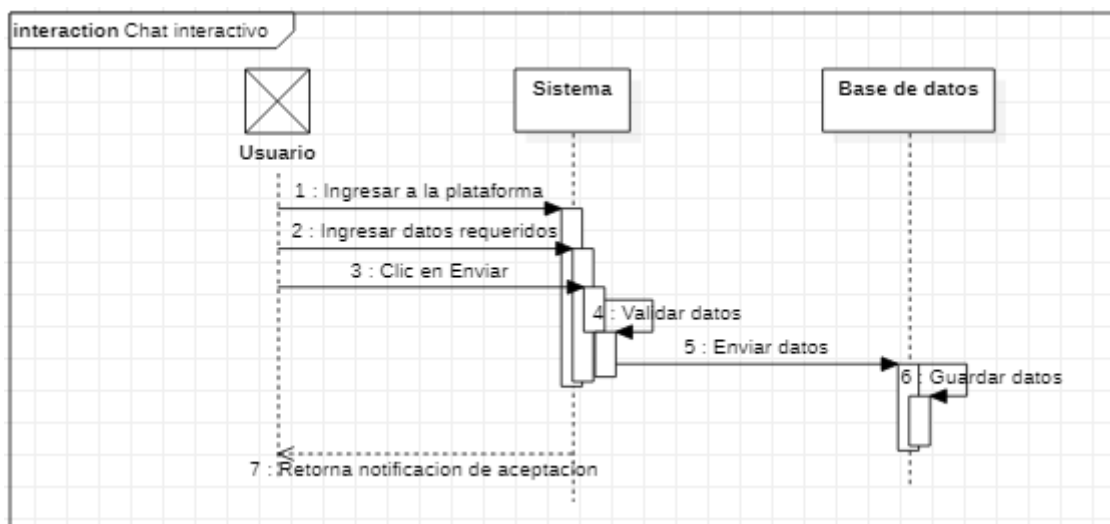 interaction Chat interactivo
Sistema
Base de datos
Usuario
1 : Ingresar a la plataforma
2 : Ingresar datos requeridos
3 : Clic en Enviar
4 : Validar datos
5 : Enviar datos
6 : Guardar datos
7 : Retorna notificacion de aceptacion